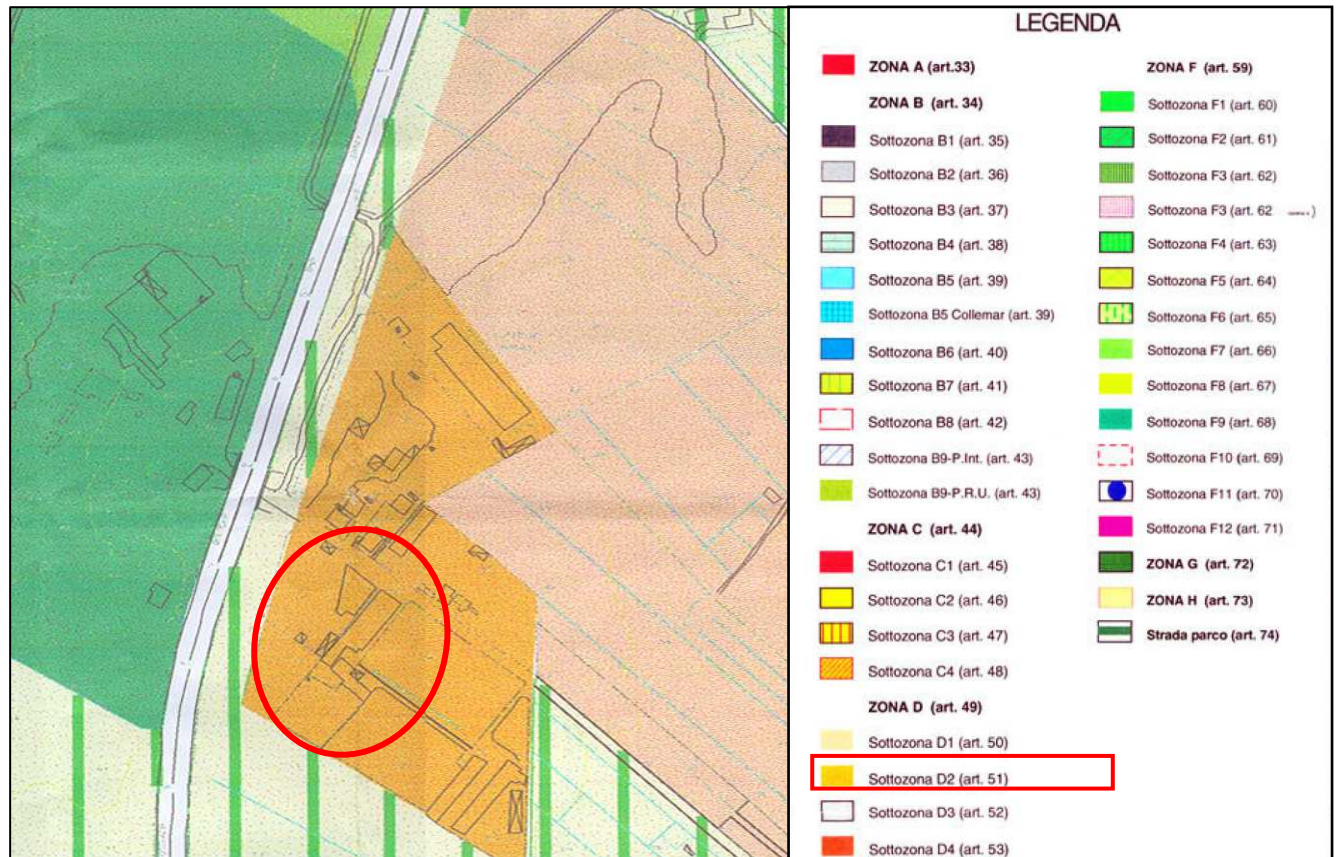 LEGENDA
ZONA A (art.33)
ZONA B (art. 34)
Sottozona B1 (art. 35)
Sottozona B2 (art. 36)
Sottozona B3 (art. 37)
Sottozona B4 (art. 38)
Sottozona B5 (art. 39)
Sottozona B5 Collemar (art. 39)
Sottozona B6 (art. 40)
Sottozona B7 (art. 41)
Sottozona B8 (art. 42)
Sottozona B9-P.Int. (art. 43)
Sottozona B9-P.R.U. (art. 43)
ZONA C (art. 44)
Sottozona C1 (art. 45)
Sottozona C2 (art. 46)
Sottozona C3 (art. 47)
Sottozona C4 (art. 48)
ZONA D (art. 49)
Sottozona D1 (art. 50)
Sottozona D2 (art. 51)
Sottozona D3 (art. 52)
Sottozona D4 (art. 53)
ZONA F (art. 59)
Sottozona F1 (art. 60)
Sottozona F2 (art. 61)
Sottozona F3 (art. 62)
Sottozona F3 (art. 62 )
Sottozona F4 (art. 63)
Sottozona F5 (art. 64)
Sottozona F6 (art. 65)
Sottozona F7 (art. 66)
Sottozona F8 (art. 67)
Sottozona F9 (art. 68)
Sottozona F10 (art. 69)
Sottozona F11 (art. 70)
Sottozona F12 (art. 71)
ZONA G (art. 72)
ZONA H (art. 73)
Strada parco (art. 74)